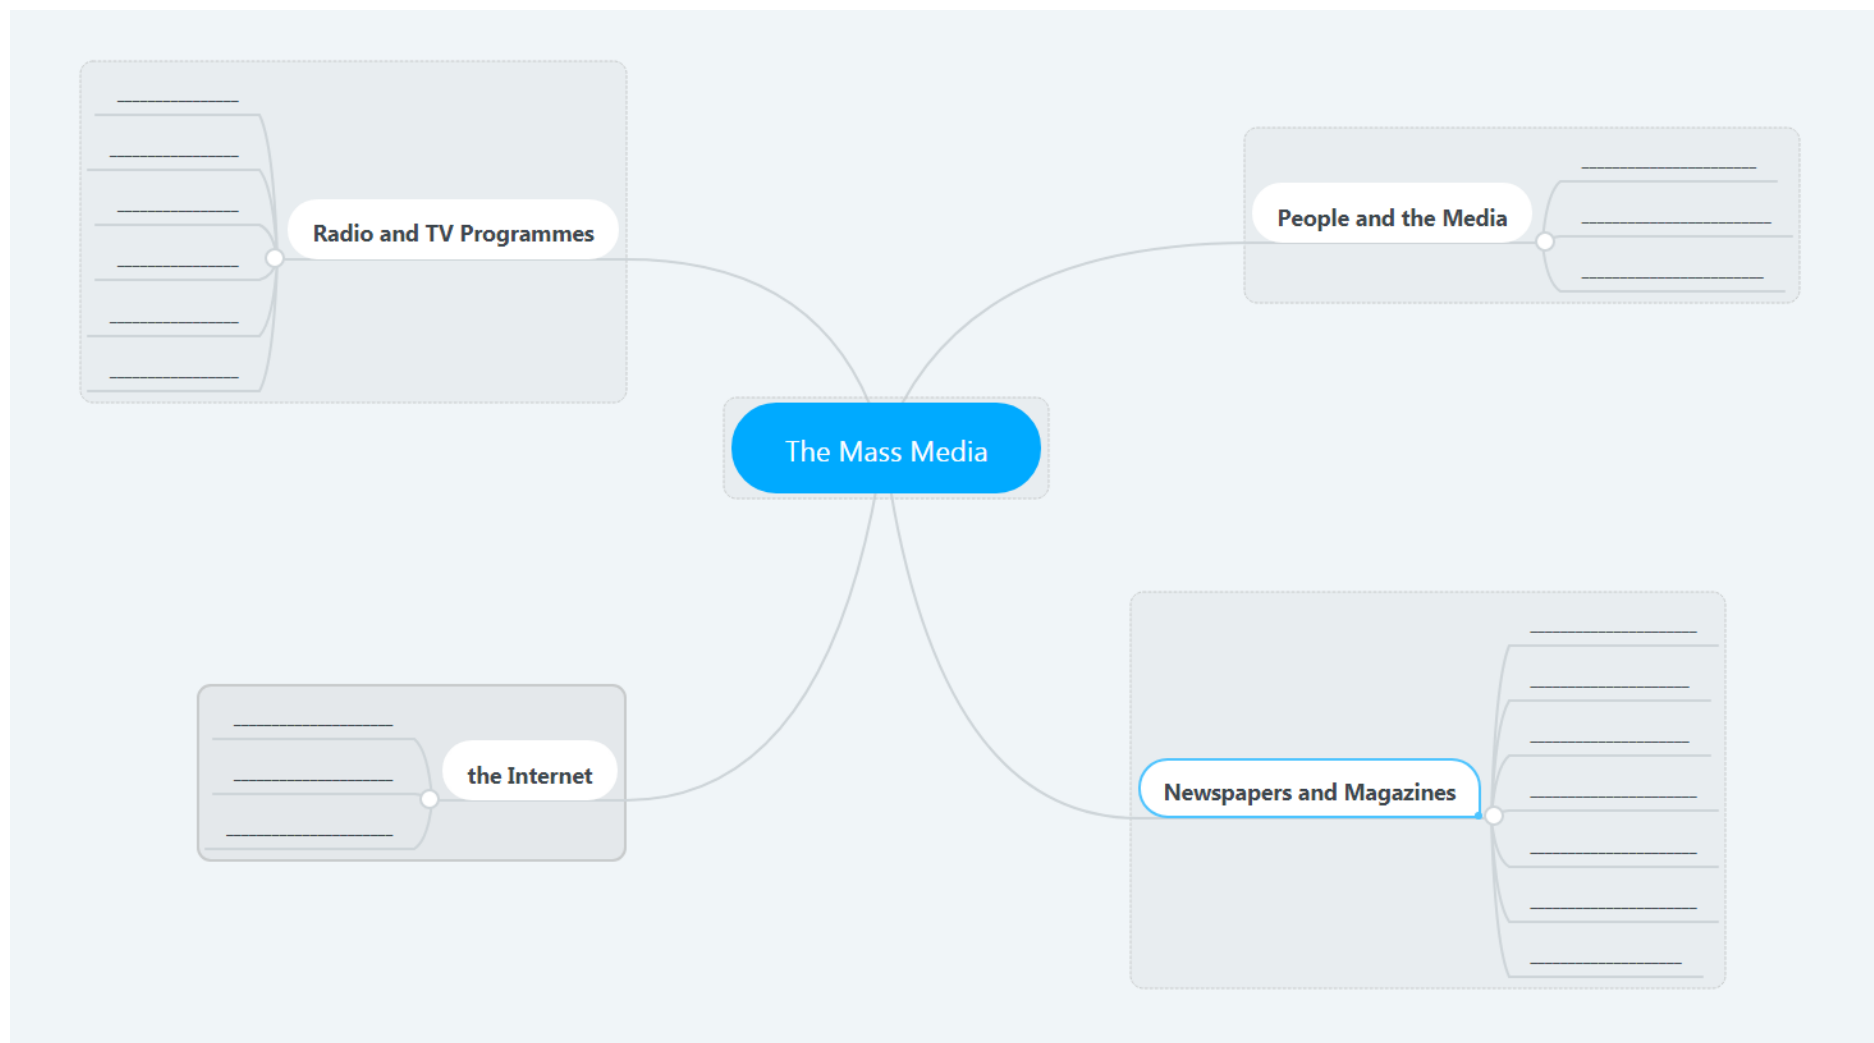 Radio and TV Programmes
People and the Media
The Mass Media
the Internet
Newspapers and Magazines